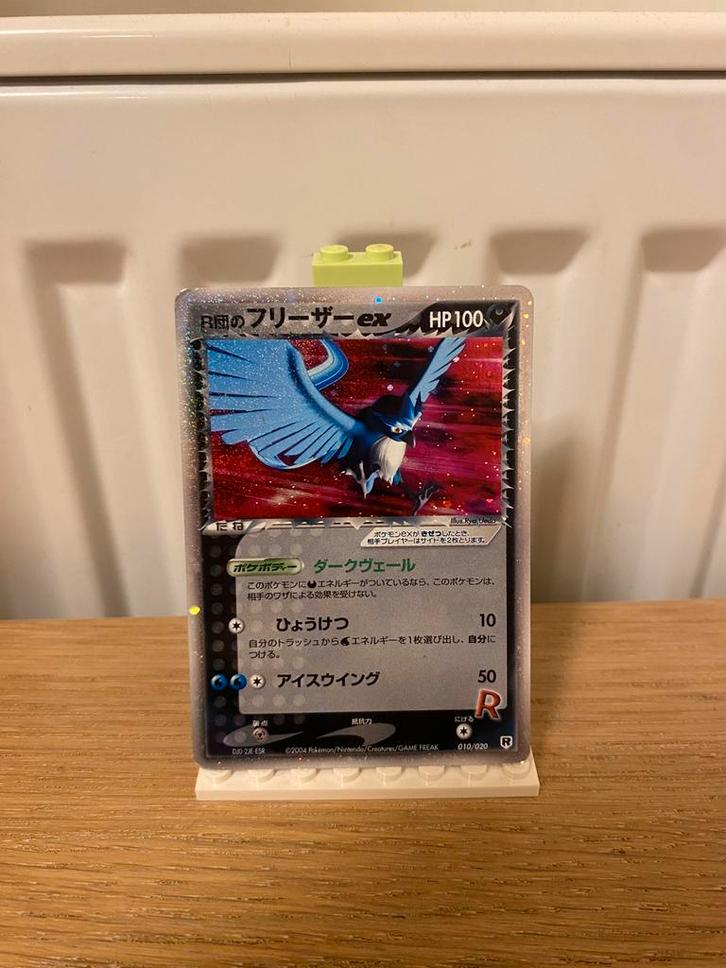 R団のフリーザーex HP100
たね
Illus.Ryo Ueda
ポケモンexが きぜつしたとき、
相手プレイヤーはサイドを2枚とります。
ポケボディー ダークヴェール
このポケモンにエネルギーがついているなら、このポケモンは、
相手のワザによる効果を受けない。
ひょうけつ 10
自分のトラッシュからエネルギーを1枚選び出し、自分に
つける。
アイスウイング 50
R
弱点 抵抗力 にげる
DJ0 2JE-ESR ©2004 Pokémon/Nintendo/Creatures/GAME FREAK 010/020 R